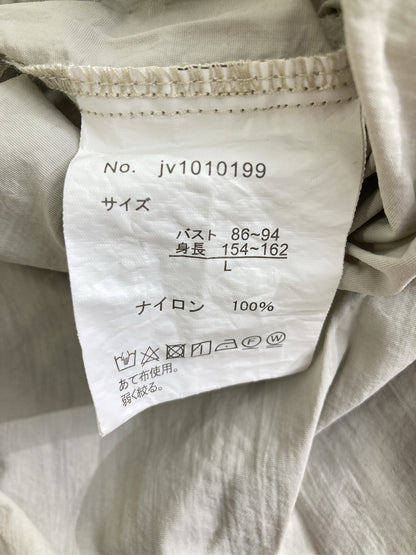 No. jv1010199
サイズ
バスト 86~94
身長 154~162
L
ナイロン 100%
F W
あて布使用。
弱く絞る。